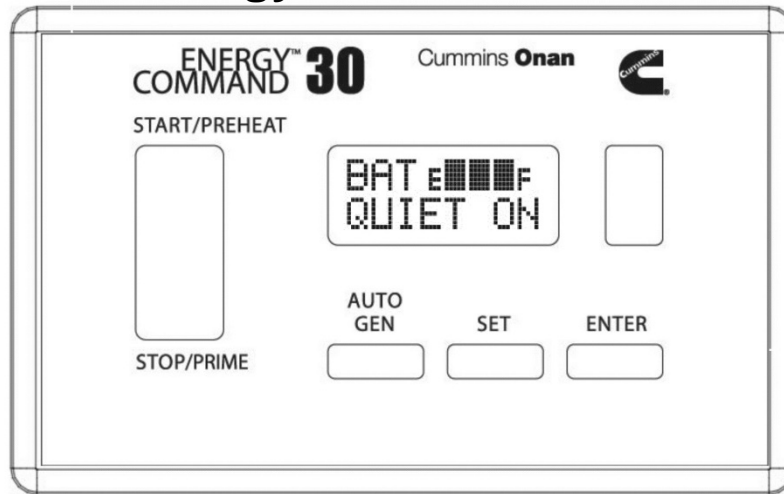 ENERGY™
COMMAND 30
Cummins Onan
Cummins
START/PREHEAT
BAT E F
QUIET ON
AUTO
GEN
SET
ENTER
STOP/PRIME